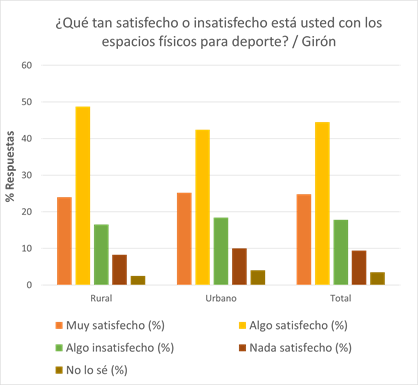 ¿Qué tan satisfecho o insatisfecho está usted con los
espacios físicos para deporte? / Girón
60
50
40
30
20
10
0
% Respuestas
Rural
Urbano
Total
Muy satisfecho (%)
Algo satisfecho (%)
Algo insatisfecho (%)
Nada satisfecho (%)
No lo sé (%)